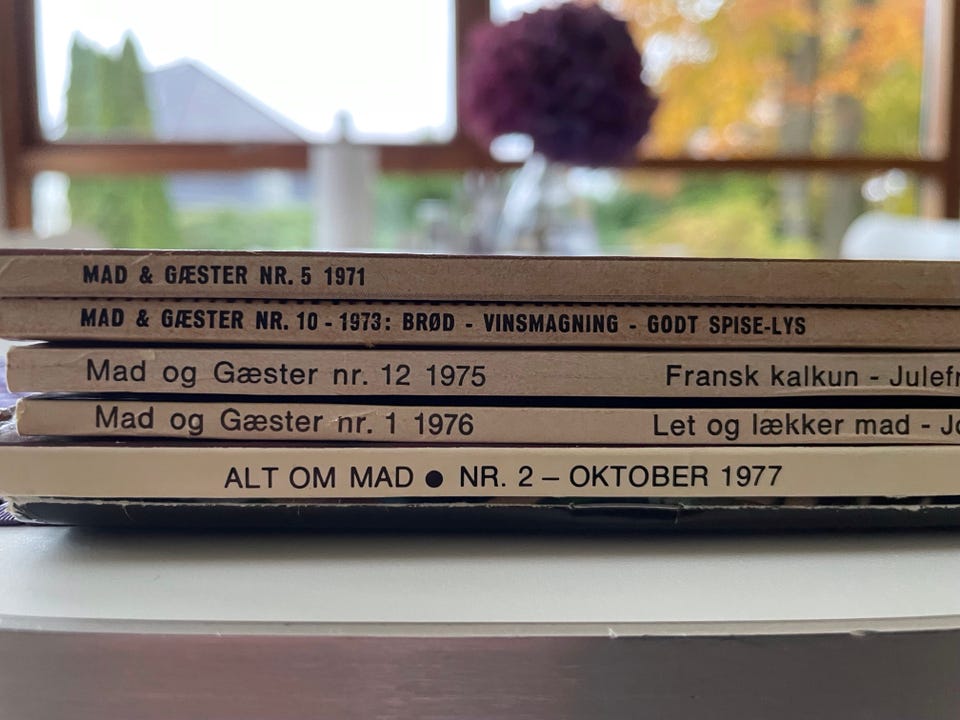 MAD & GÆSTER NR. 5 1971
MAD & GÆSTER NR. 10 - 1973: BRØD - VINSMAGNING - GODT SPISE-LYS
Mad og Gæster nr. 12 1975 Fransk kalkun - Julefr
Mad og Gæster nr. 1 1976 Let og lækker mad - Jo
ALT OM MAD ● NR. 2 – OKTOBER 1977